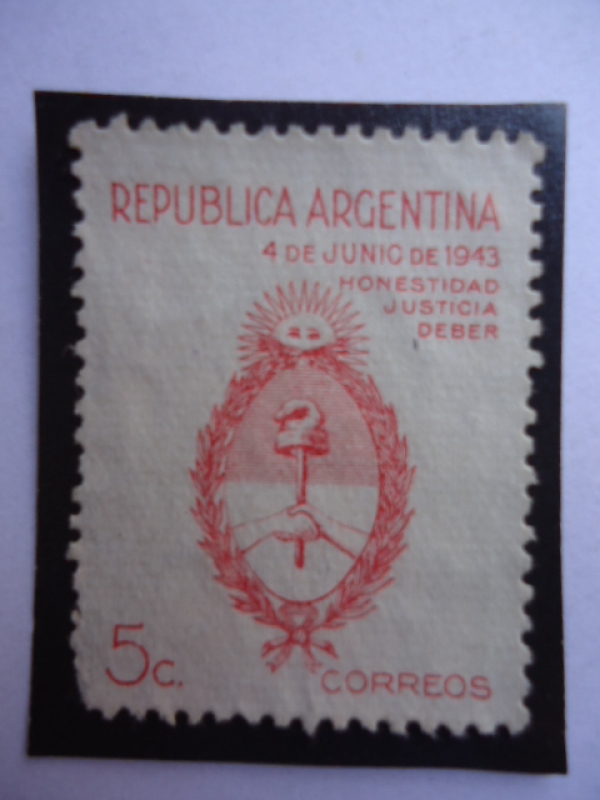 REPUBLICA ARGENTINA
4 DE JUNIO DE 1943
HONESTIDAD
JUSTICIA
DEBER
5c.
CORREOS